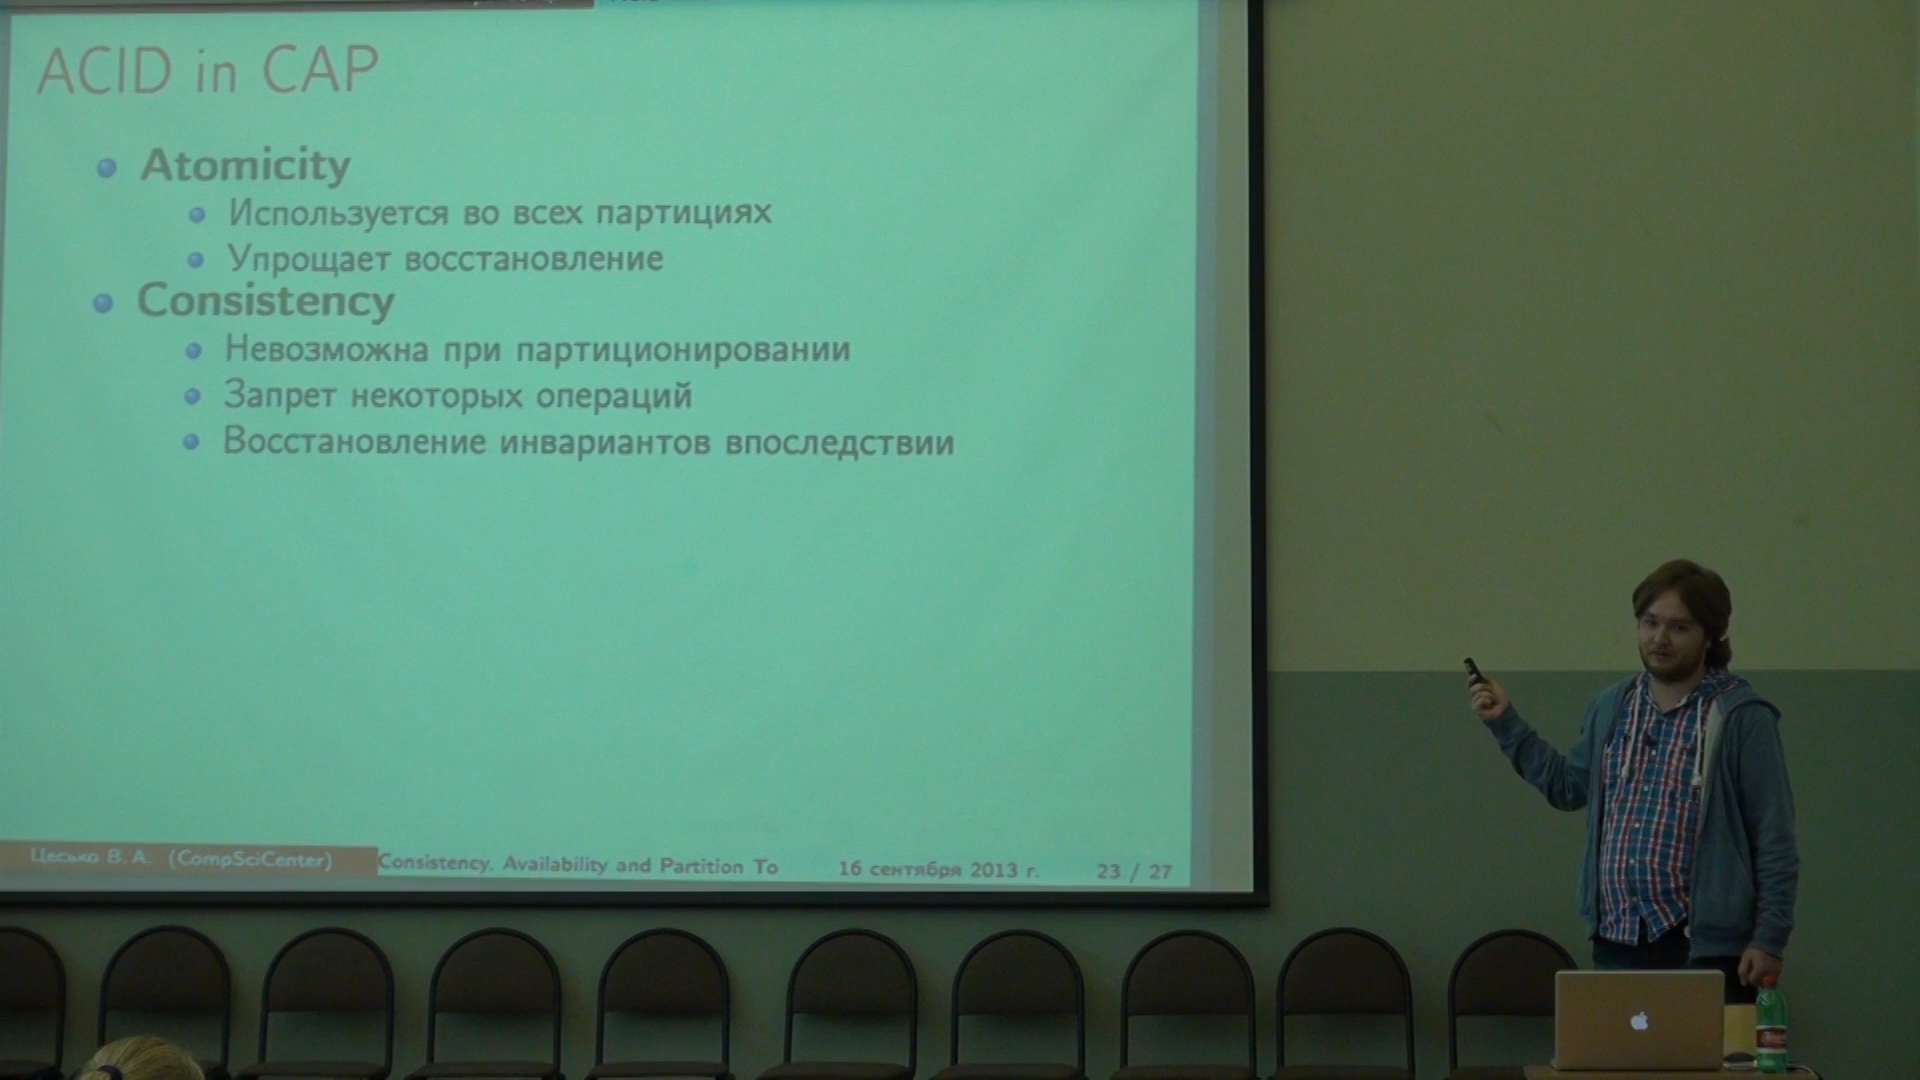 ACID in CAP
Atomicity
Используется во всех партициях
Упрощает восстановление
Consistency
Невозможна при партиционировании
Запрет некоторых операций
Восстановление инвариантов впоследствии
Цесько В. А. (CompSciCenter) Consistency, Availability and Partition To 16 сентября 2013 г. 23 / 27